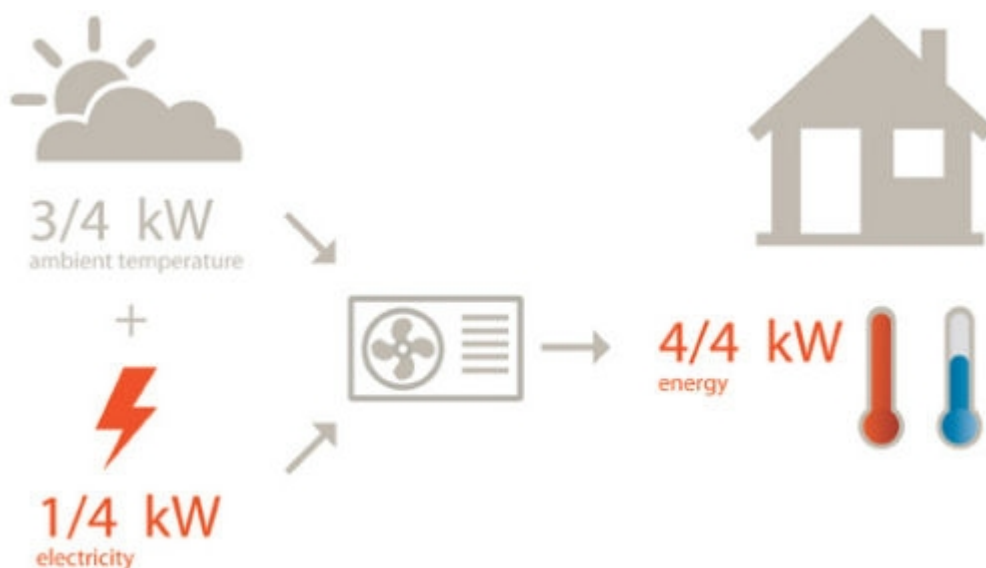 3/4 kW
ambient temperature
+
1/4 kW
electricity
4/4 kW
energy